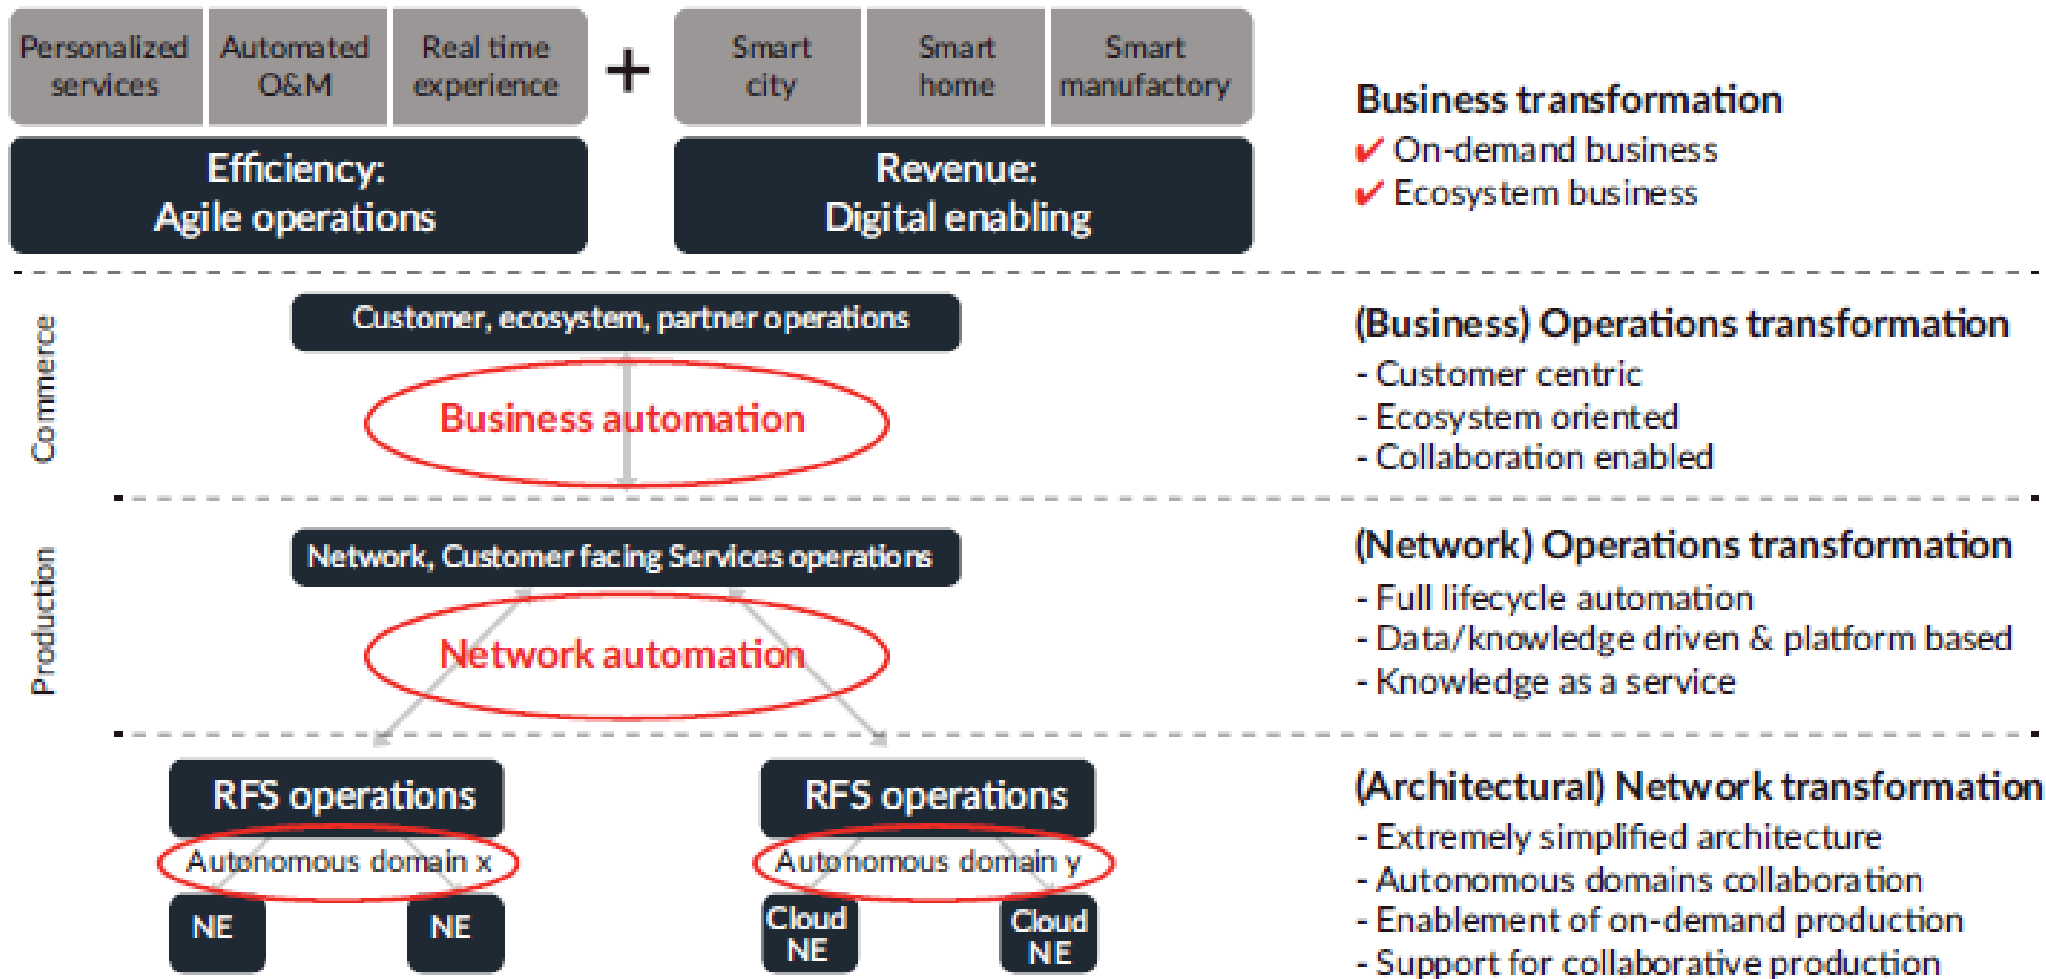 Personalized
services
Automated
O&M
Real time
experience
+
Smart
city
Smart
home
Smart
manufactory
Efficiency:
Agile operations
Revenue:
Digital enabling
Business transformation
✔ On-demand business
✔ Ecosystem business
Commerce
Customer, ecosystem, partner operations
Business automation
(Business) Operations transformation
- Customer centric
- Ecosystem oriented
- Collaboration enabled
Production
Network, Customer facing Services operations
Network automation
(Network) Operations transformation
- Full lifecycle automation
- Data/knowledge driven & platform based
- Knowledge as a service
RFS operations
Autonomous domain x
NE
NE
RFS operations
Autonomous domain y
Cloud
NE
Cloud
NE
(Architectural) Network transformation
- Extremely simplified architecture
- Autonomous domains collaboration
- Enablement of on-demand production
- Support for collaborative production